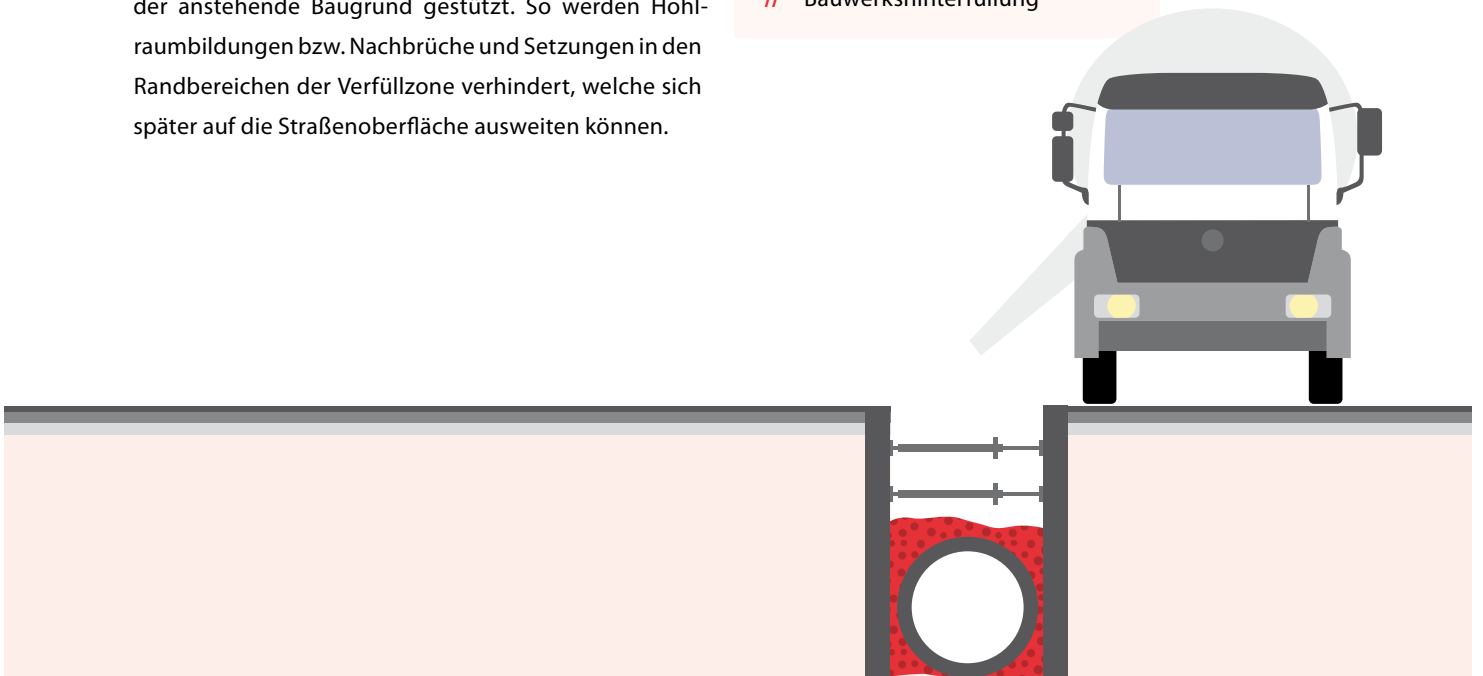 der anstehende Baugrund gestützt. So werden Hohl-
raumbildungen bzw. Nachbrüche und Setzungen in den
Randbereichen der Verfüllzone verhindert, welche sich
später auf die Straßenoberfläche ausweiten können.
// Bauwerkshinterfüllung